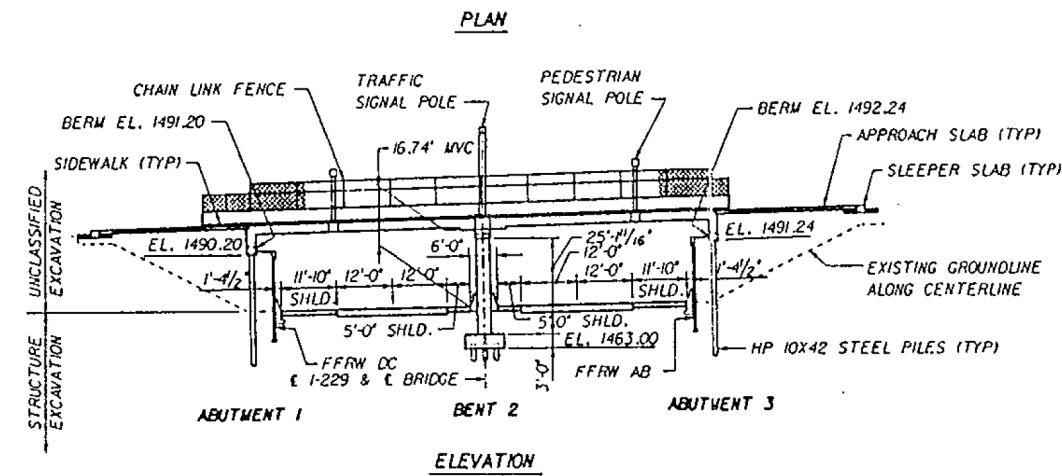 PLAN
CHAIN LINK FENCE
TRAFFIC
SIGNAL POLE
PEDESTRIAN
SIGNAL POLE
BERM EL. 1491.20
BERM EL. 1492.24
SIDEWALK (TYP)
16.74' MVC
APPROACH SLAB (TYP)
SLEEPER SLAB (TYP)
UNCLASSIFIED
EXCAVATION
EL. 1490.20
6'-0"
25'-1 11/16"
EL. 1491.24
1'-4 1/2"
11'-10"
SHLD.
12'-0"
12'-0"
12'-0"
12'-0"
11'-10"
SHLD.
1'-4 1/2"
EXISTING GROUNDLINE
ALONG CENTERLINE
5'-0" SHLD.
5'-0" SHLD.
EL. 1463.00
3'-0"
HP 10X42 STEEL PILES (TYP)
STRUCTURE
EXCAVATION
FFRW DC
FFRW AB
℄ I-229 & ℄ BRIDGE
ABUTMENT 1
BENT 2
ABUTMENT 3
ELEVATION